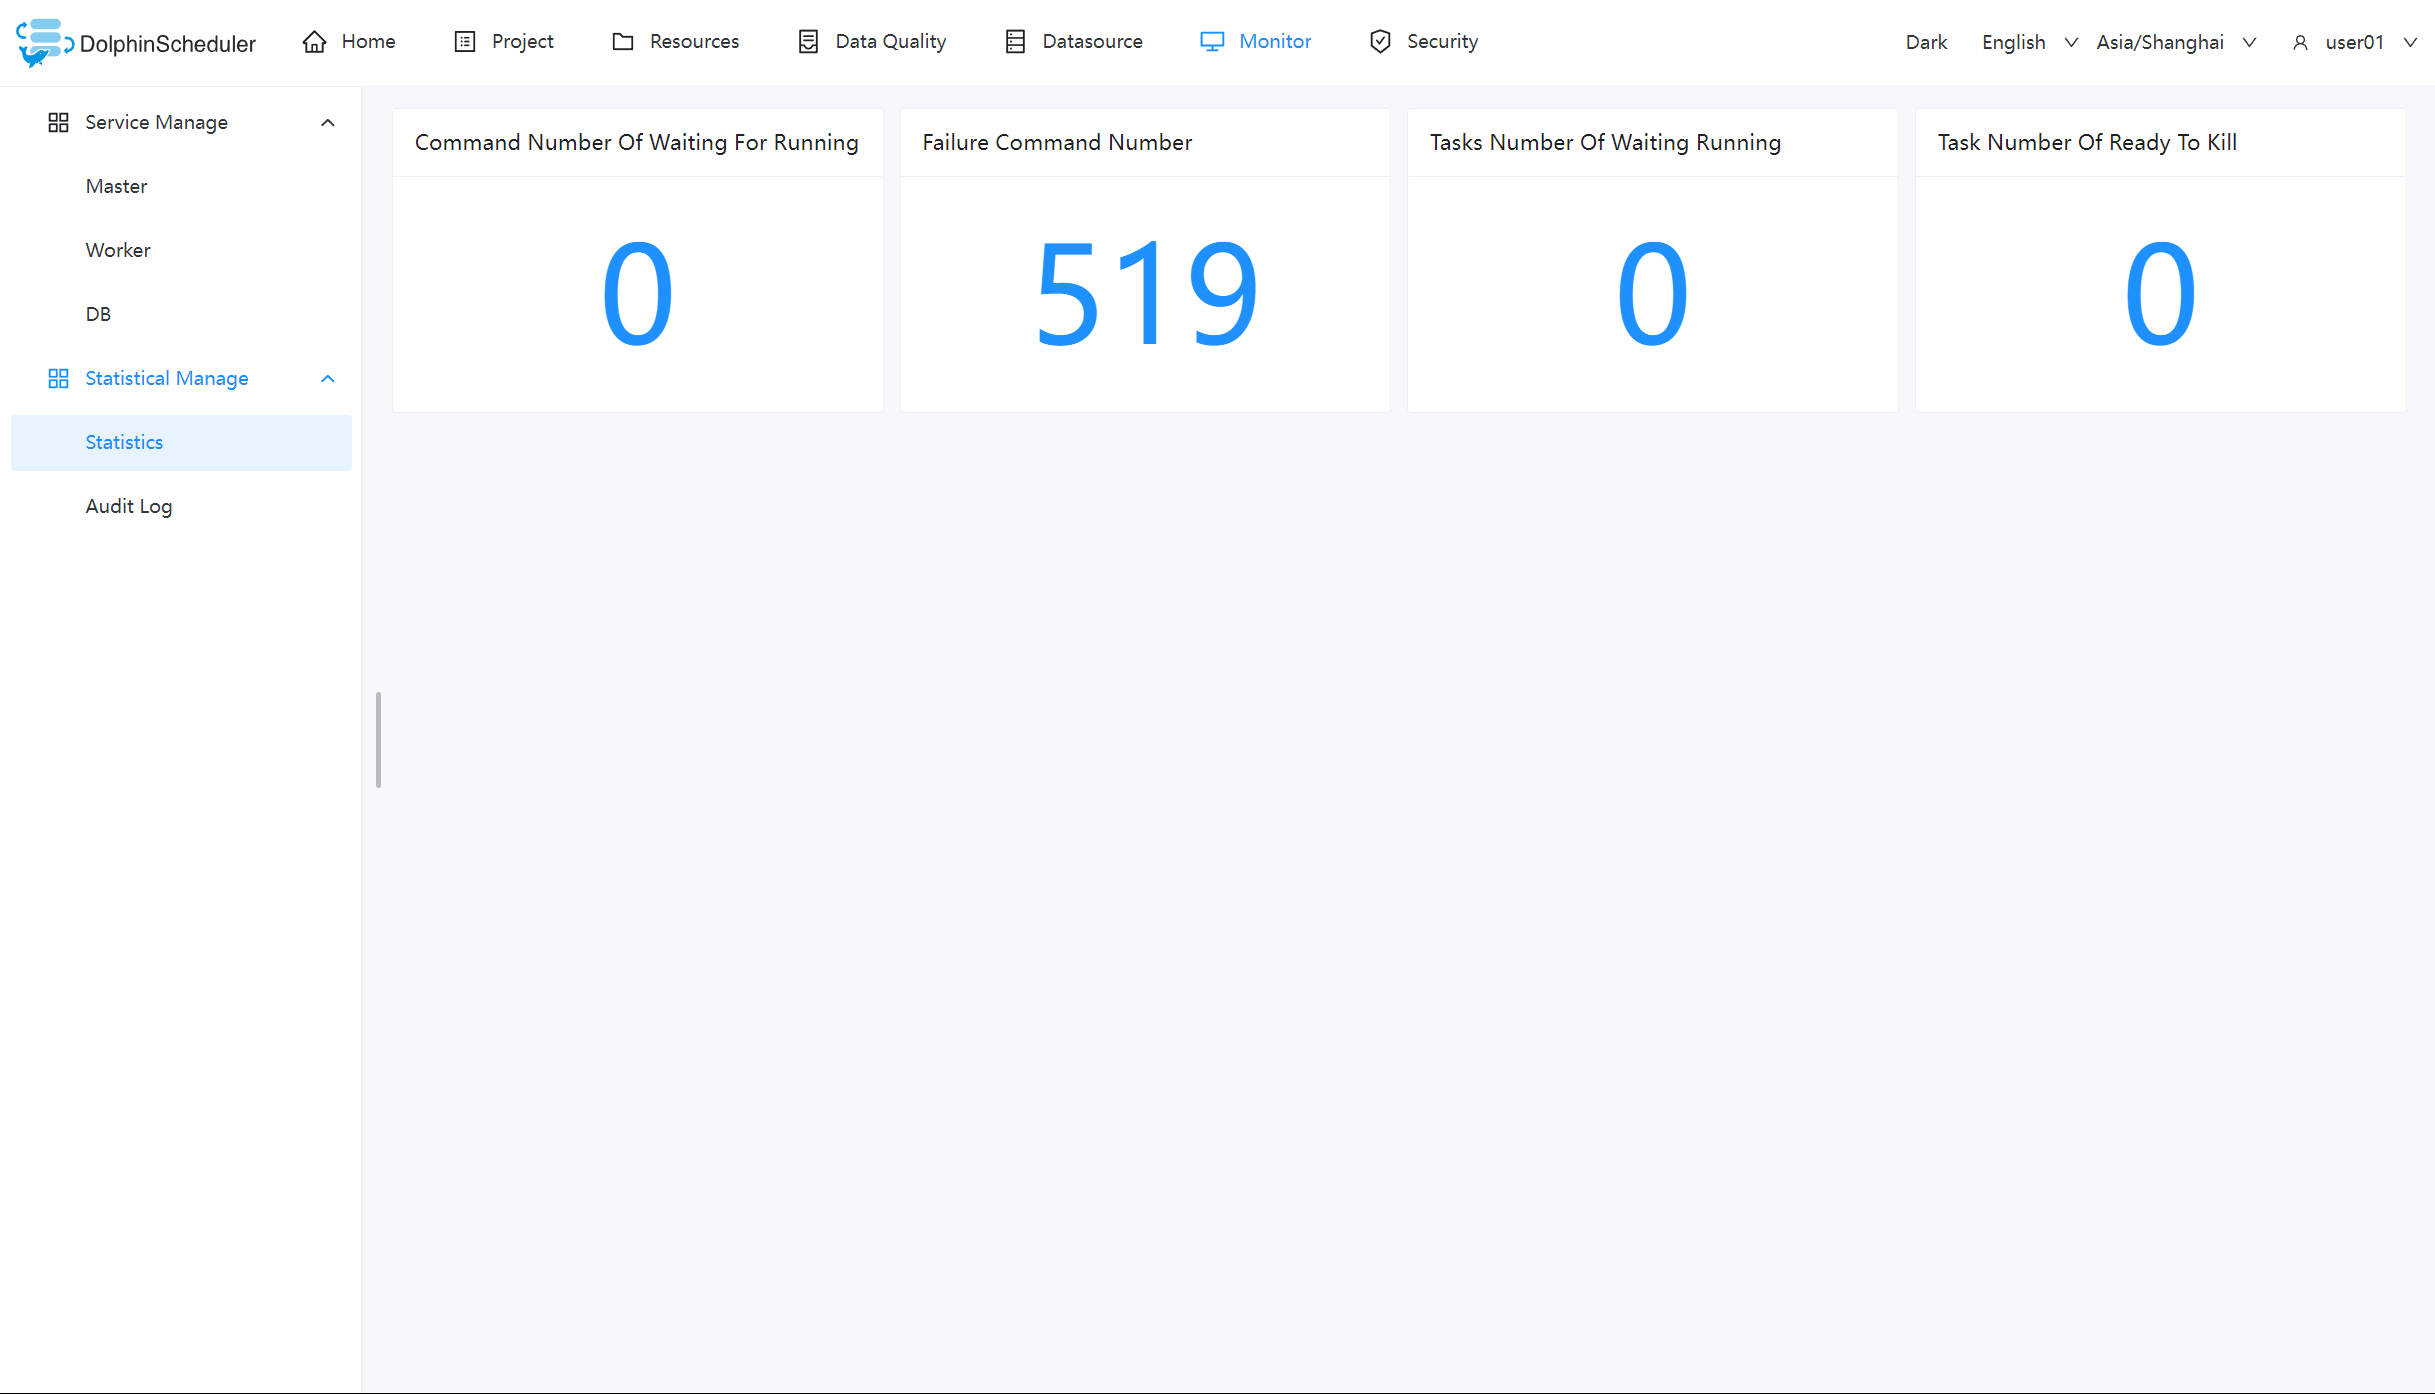 DolphinScheduler Home Project Resources Data Quality Datasource Monitor Security Dark English Asia/Shanghai user01
Service Manage
Master
Worker
DB
Statistical Manage
Statistics
Audit Log
Command Number Of Waiting For Running
0
Failure Command Number
519
Tasks Number Of Waiting Running
0
Task Number Of Ready To Kill
0